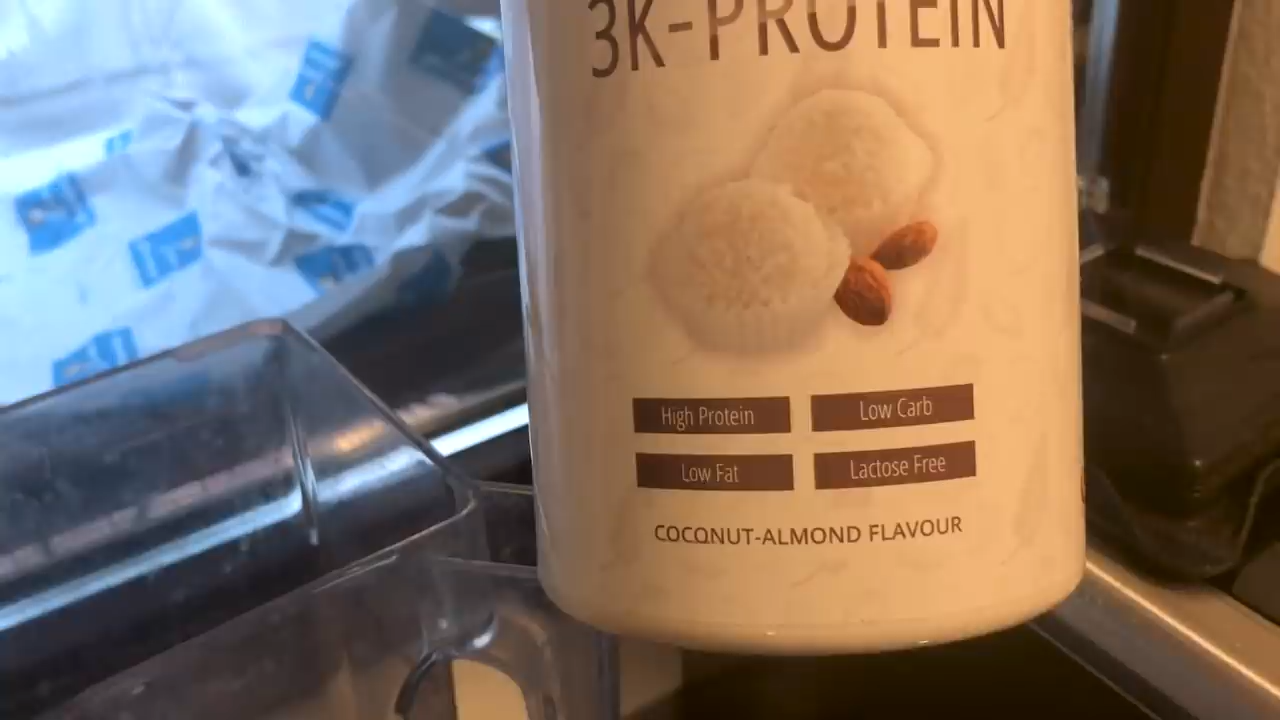 3K-PROTEIN
High Protein
Low Carb
Low Fat
Lactose Free
COCONUT-ALMOND FLAVOUR